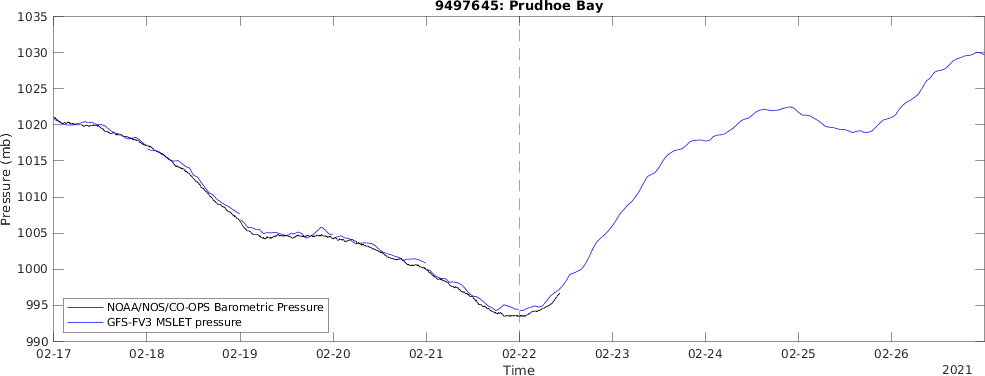 9497645: Prudhoe Bay
Pressure (mb)
1035
1030
1025
1020
1015
1010
1005
1000
995
990
NOAA/NOS/CO-OPS Barometric Pressure
GFS-FV3 MSLET pressure
02-17 02-18 02-19 02-20 02-21 02-22 02-23 02-24 02-25 02-26
Time
2021